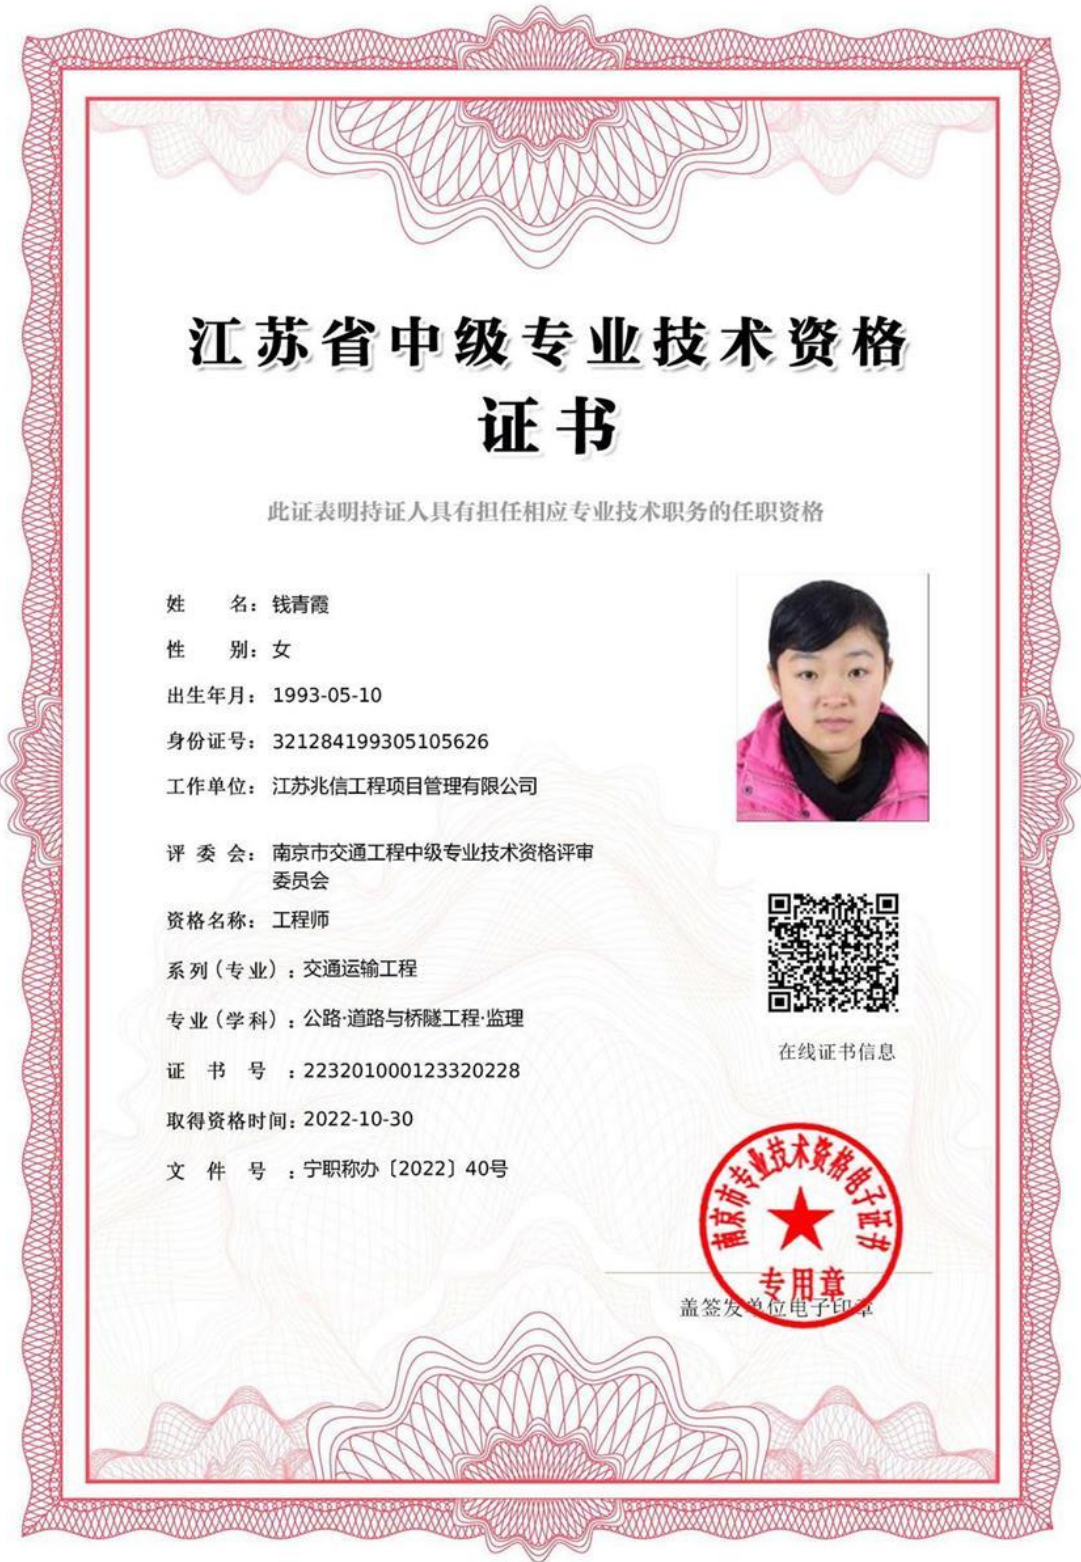 江苏省中级专业技术资格
证书
此证表明持证人具有担任相应专业技术职务的任职资格
姓 名：钱青霞
性 别：女
出生年月：1993-05-10
身份证号：321284199305105626
工作单位：江苏兆信工程项目管理有限公司
评 委 会：南京市交通工程中级专业技术资格评审
委员会
资格名称：工程师
系列（专业）：交通运输工程
专业（学科）：公路·道路与桥隧工程·监理
证 书 号：223201000123320228
取得资格时间：2022-10-30
文 件 号：宁职称办〔2022〕40号
在线证书信息
南京市专业技术资格电子证书
专用章
盖签发单位电子印章